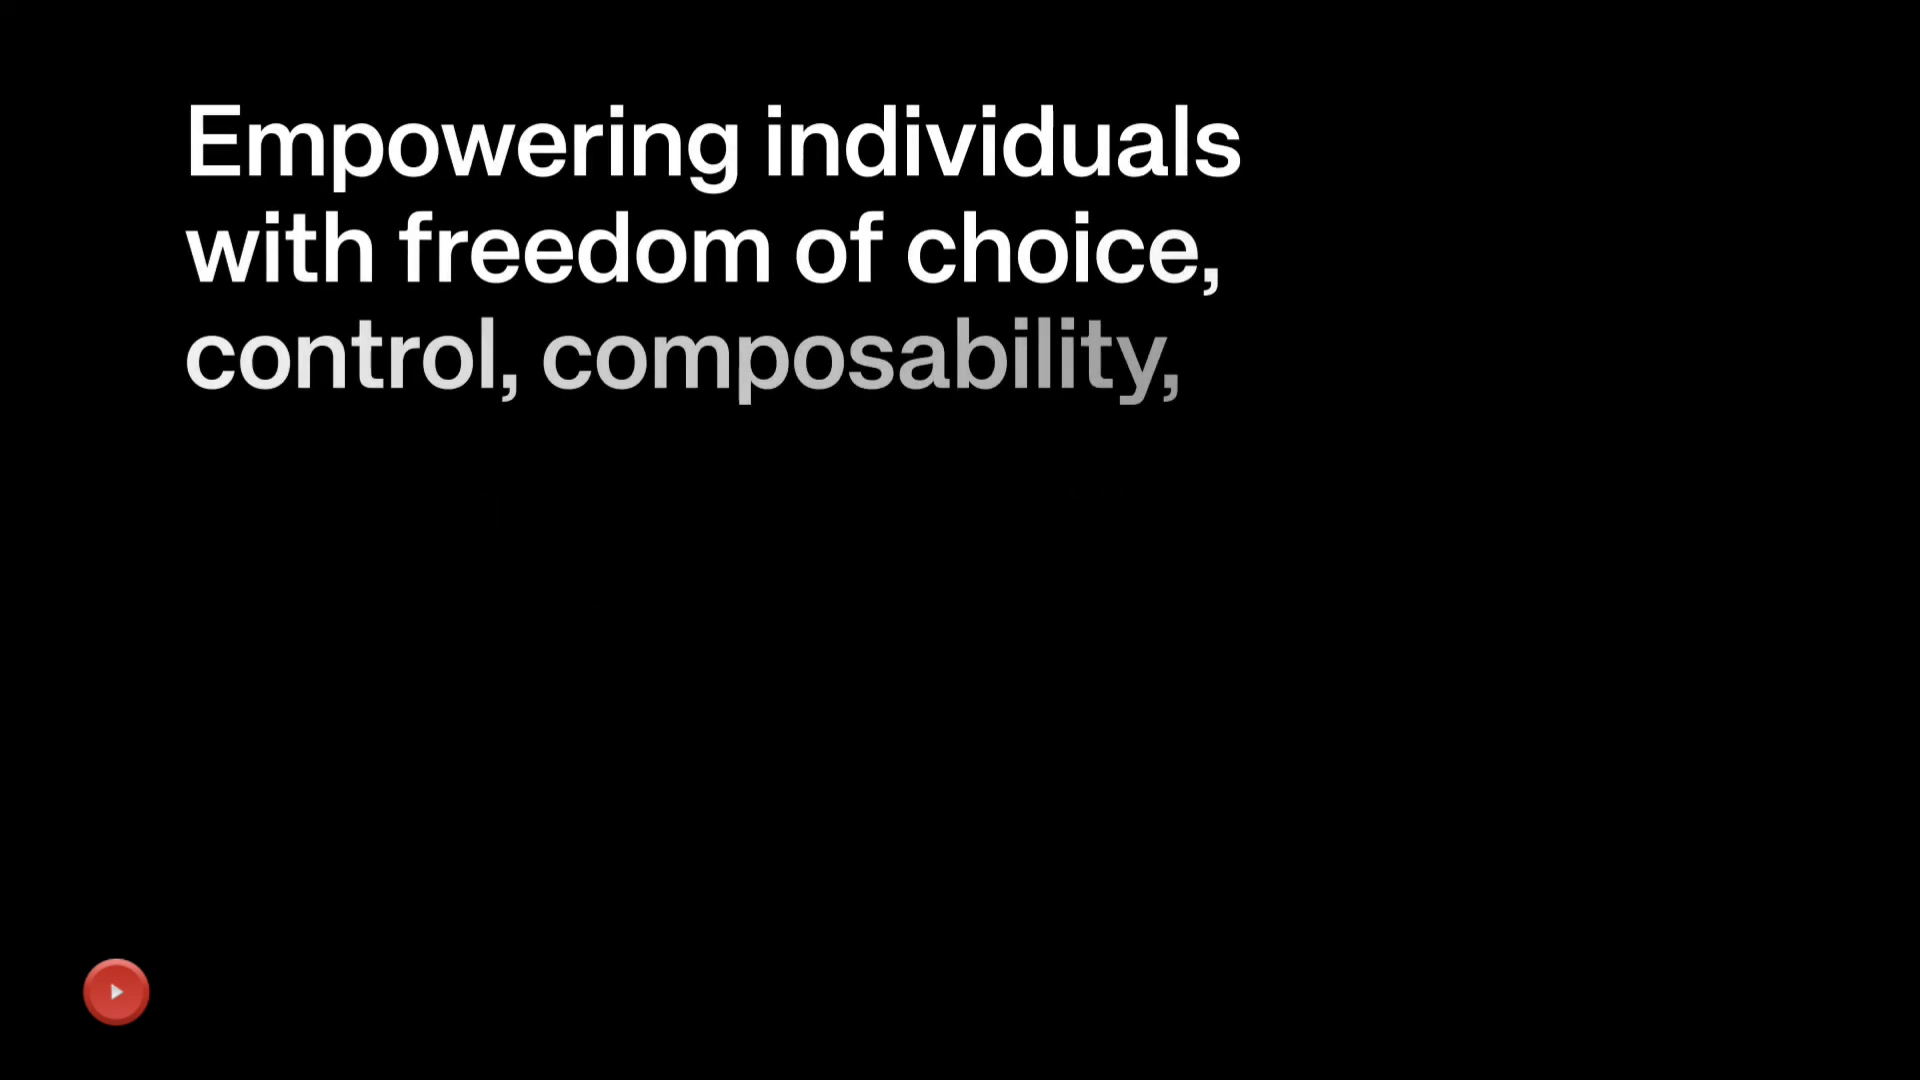 Empowering individuals
with freedom of choice,
control, composability,